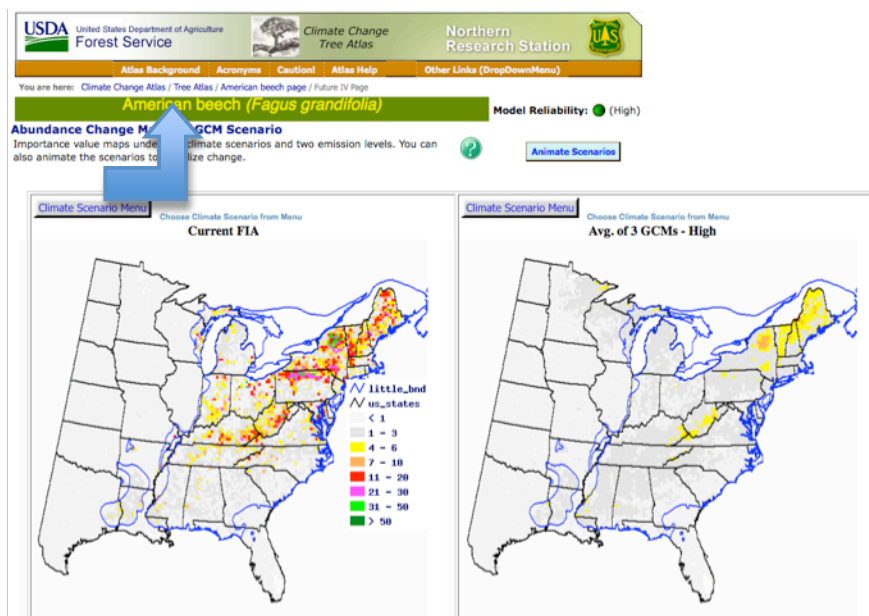 USDA United States Department of Agriculture
Forest Service
Climate Change
Tree Atlas
Northern
Research Station
UAS
Atlas Background Acronyms Caution! Atlas Help Other Links (DropDownMenu)
You are here: Climate Change Atlas / Tree Atlas / American beech page / Future IV Page
American beech (Fagus grandifolia)
Model Reliability: (High)
Abundance Change M GCM Scenario
Importance value maps unde climate scenarios and two emission levels. You can
also animate the scenarios to lize change.
?
Animate Scenarios
Climate Scenario Menu
Choose Climate Scenario from Menu
Current FIA
little_bnd
us_states
< 1
1 - 3
4 - 6
7 - 10
11 - 20
21 - 30
31 - 50
> 50
Climate Scenario Menu
Choose Climate Scenario from Menu
Avg. of 3 GCMs - High